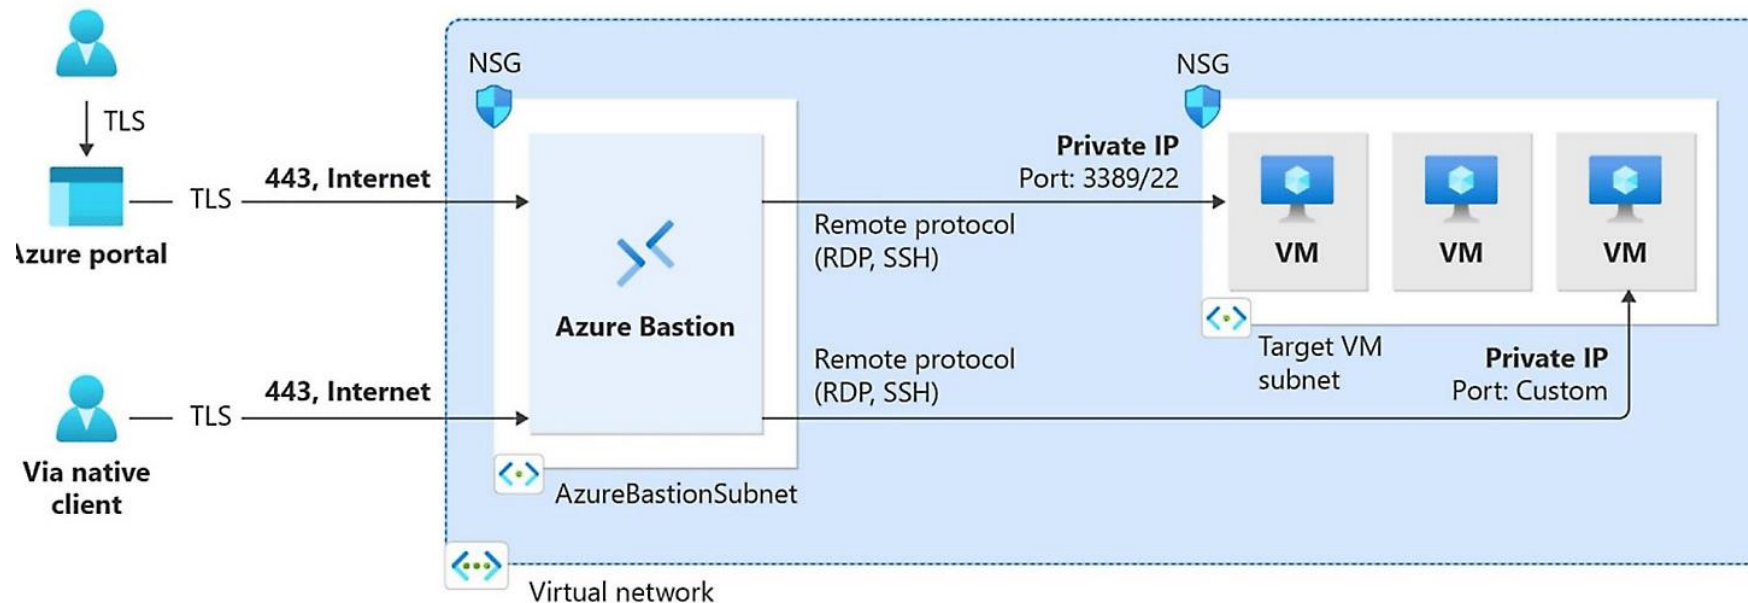 TLS
TLS
443, Internet
\zure portal
TLS
443, Internet
Via native
client
NSG
Azure Bastion
AzureBastionSubnet
Virtual network
Private IP
Port: 3389/22
Remote protocol
(RDP, SSH)
Remote protocol
(RDP, SSH)
NSG
VM
VM
VM
Target VM
subnet
Private IP
Port: Custom